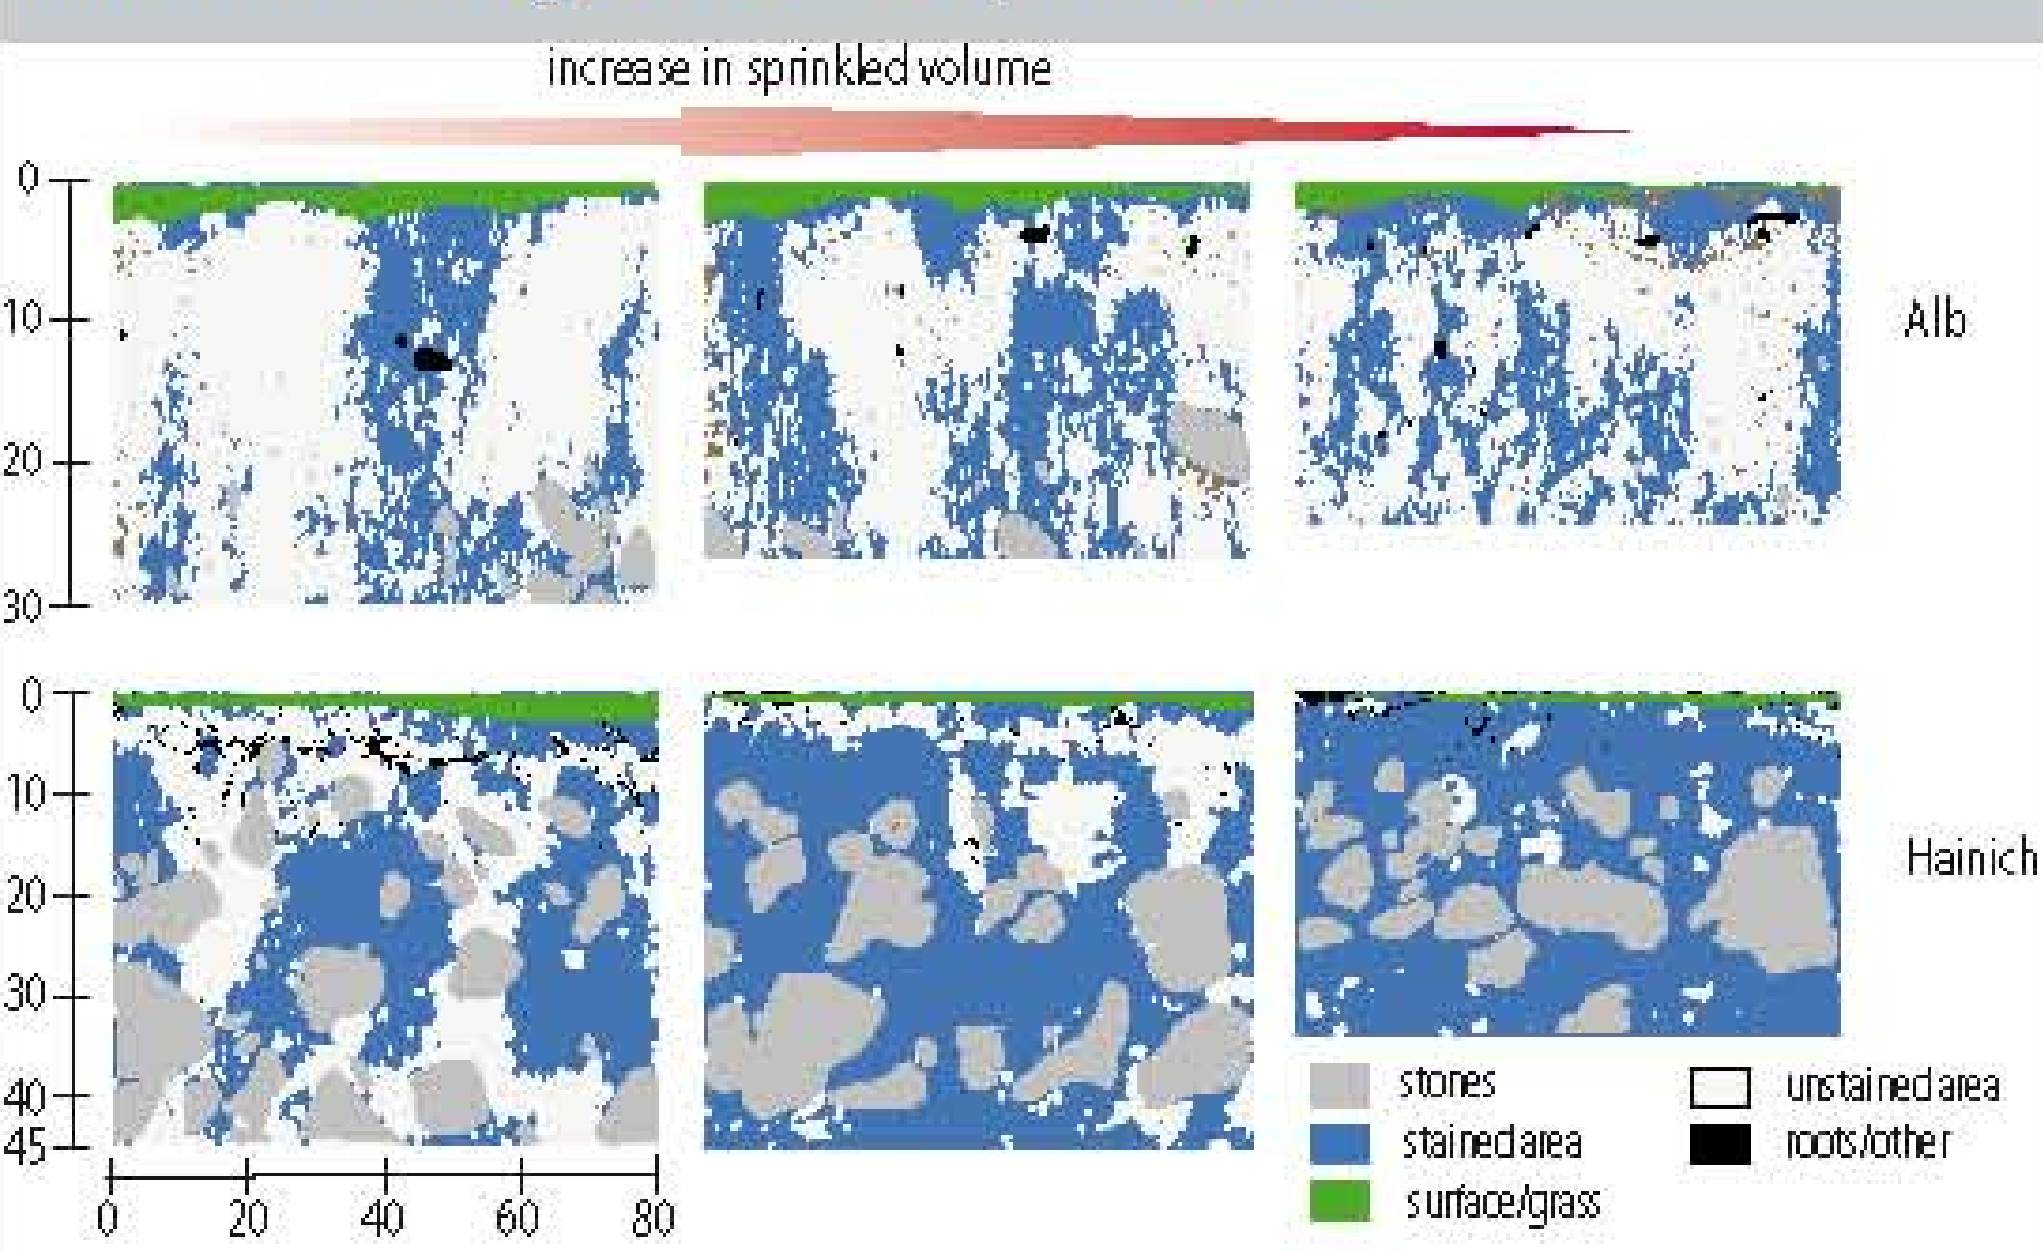 increase in sprinkled volume
0
10
20
30
Alb
0
10
20
30
40
45
Hainich
0 20 40 60 80
stones
stained area
surface/grass
unstained area
roots/other